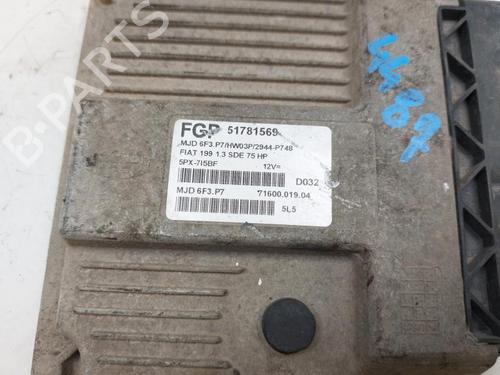 4487
FGP 51781569
MJD 6F3.P7/HW03P/2944-P748
FIAT 199 1.3 SDE 75 HP
5PX-7I5BF 12V=
D032
MJD 6F3.P7 71600.019.04
5L5